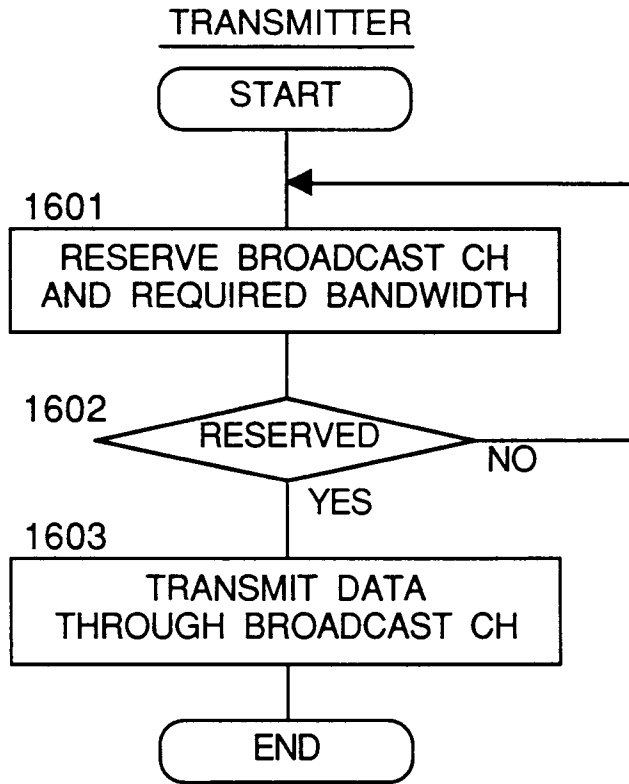 TRANSMITTER
START
1601
RESERVE BROADCAST CH
AND REQUIRED BANDWIDTH
1602
RESERVED
NO
YES
1603
TRANSMIT DATA
THROUGH BROADCAST CH
END